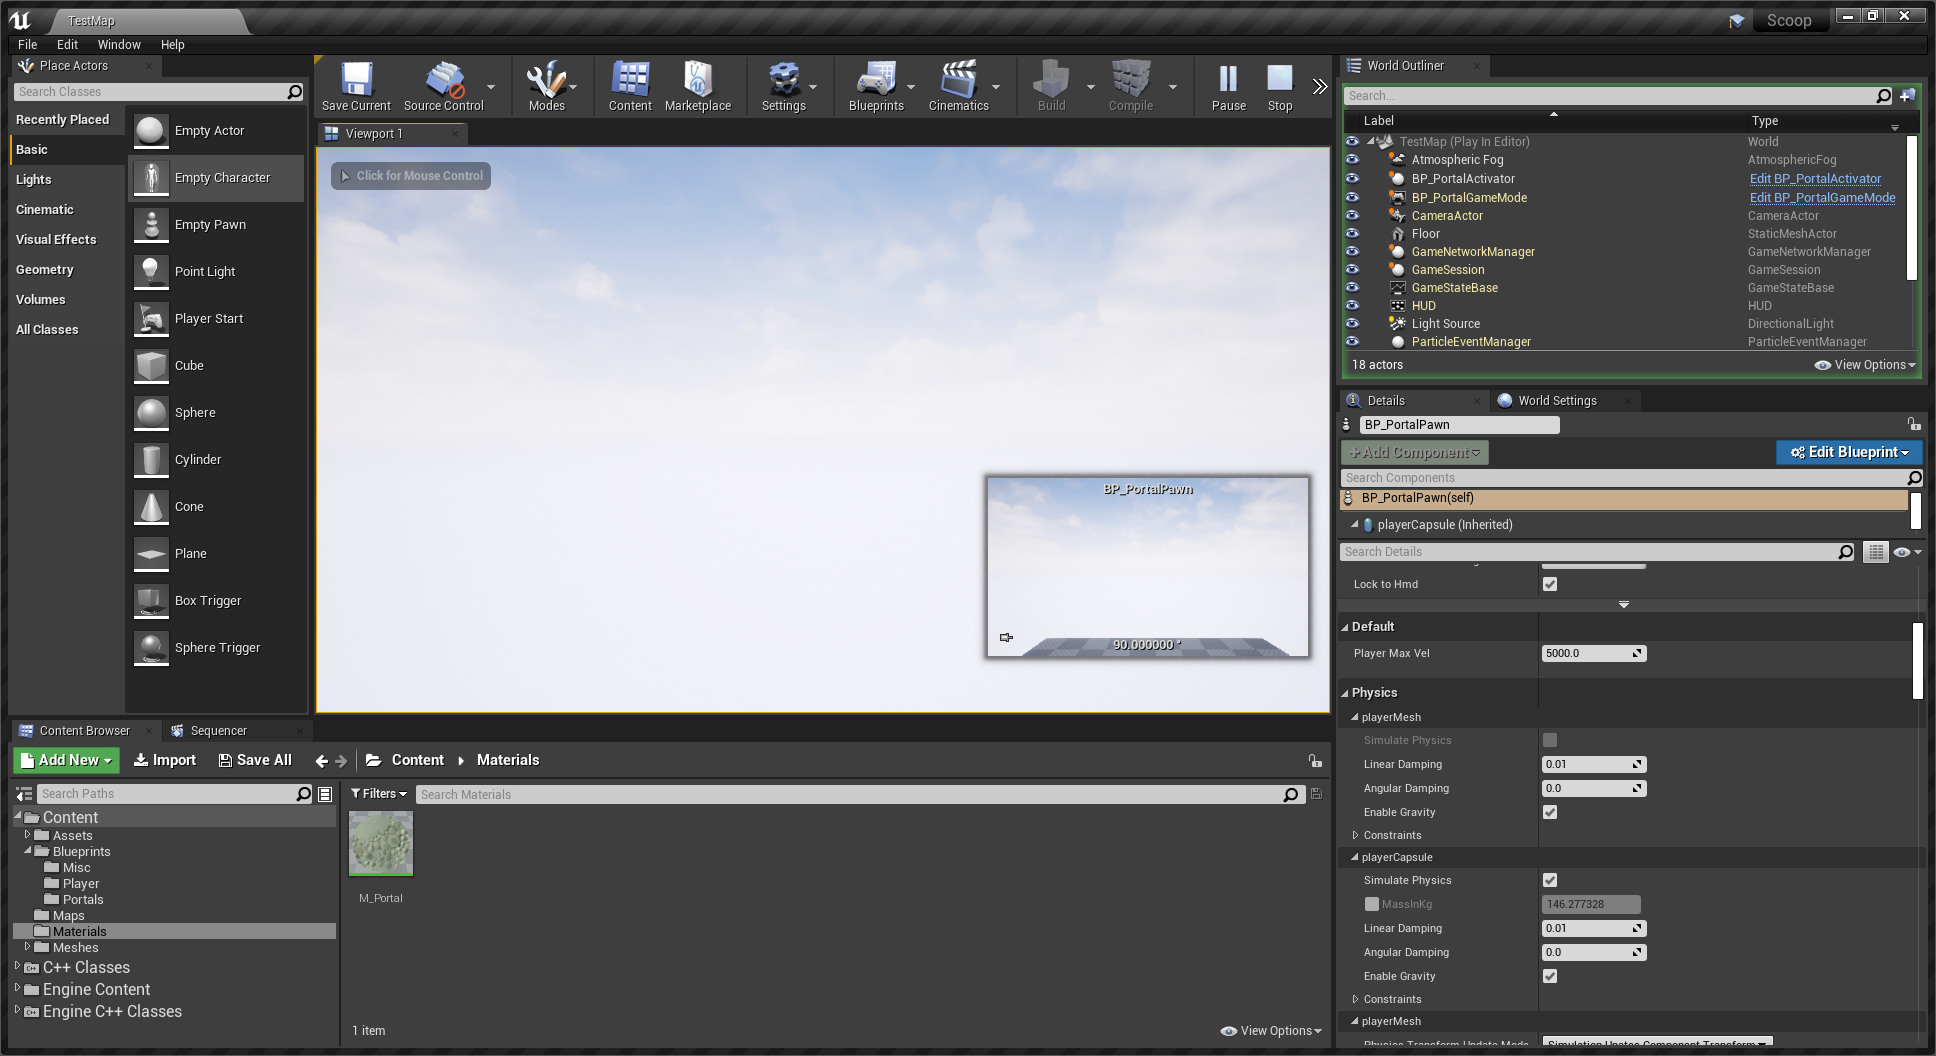 TestMap
Scoop
File Edit Window Help
Place Actors
Search Classes
Recently Placed
Basic
Lights
Cinematic
Visual Effects
Geometry
Volumes
All Classes
Empty Actor
Empty Character
Empty Pawn
Point Light
Player Start
Cube
Sphere
Cylinder
Cone
Plane
Box Trigger
Sphere Trigger
Save Current Source Control Modes Content Marketplace Settings Blueprints Cinematics Build Compile Pause Stop
Viewport 1
Click for Mouse Control
BP_PortalPawn
90.000000 °
World Outliner
Search...
Label Type
TestMap (Play In Editor) World
Atmospheric Fog AtmosphericFog
BP_PortalActivator Edit BP_PortalActivator
BP_PortalGameMode Edit BP_PortalGameMode
CameraActor CameraActor
Floor StaticMeshActor
GameNetworkManager GameNetworkManager
GameSession GameSession
GameStateBase GameStateBase
HUD HUD
Light Source DirectionalLight
ParticleEventManager ParticleEventManager
18 actors View Options
Details World Settings
BP_PortalPawn
+Add Component Edit Blueprint
Search Components
BP_PortalPawn(self)
playerCapsule (Inherited)
Search Details
Lock to Hmd
Default
Player Max Vel 5000.0
Physics
playerMesh
Simulate Physics
Linear Damping 0.01
Angular Damping 0.0
Enable Gravity
Constraints
playerCapsule
Simulate Physics
MassInKg 146.277328
Linear Damping 0.01
Angular Damping 0.0
Enable Gravity
Constraints
playerMesh
Physics Transform Update Mode Simulation Updates Component Transform
Content Browser Sequencer
Add New Import Save All Content Materials
Search Paths
Content
Assets
Blueprints
Misc
Player
Portals
Maps
Materials
Meshes
C++ Classes
Engine Content
Engine C++ Classes
Filters Search Materials
M_Portal
1 item View Options